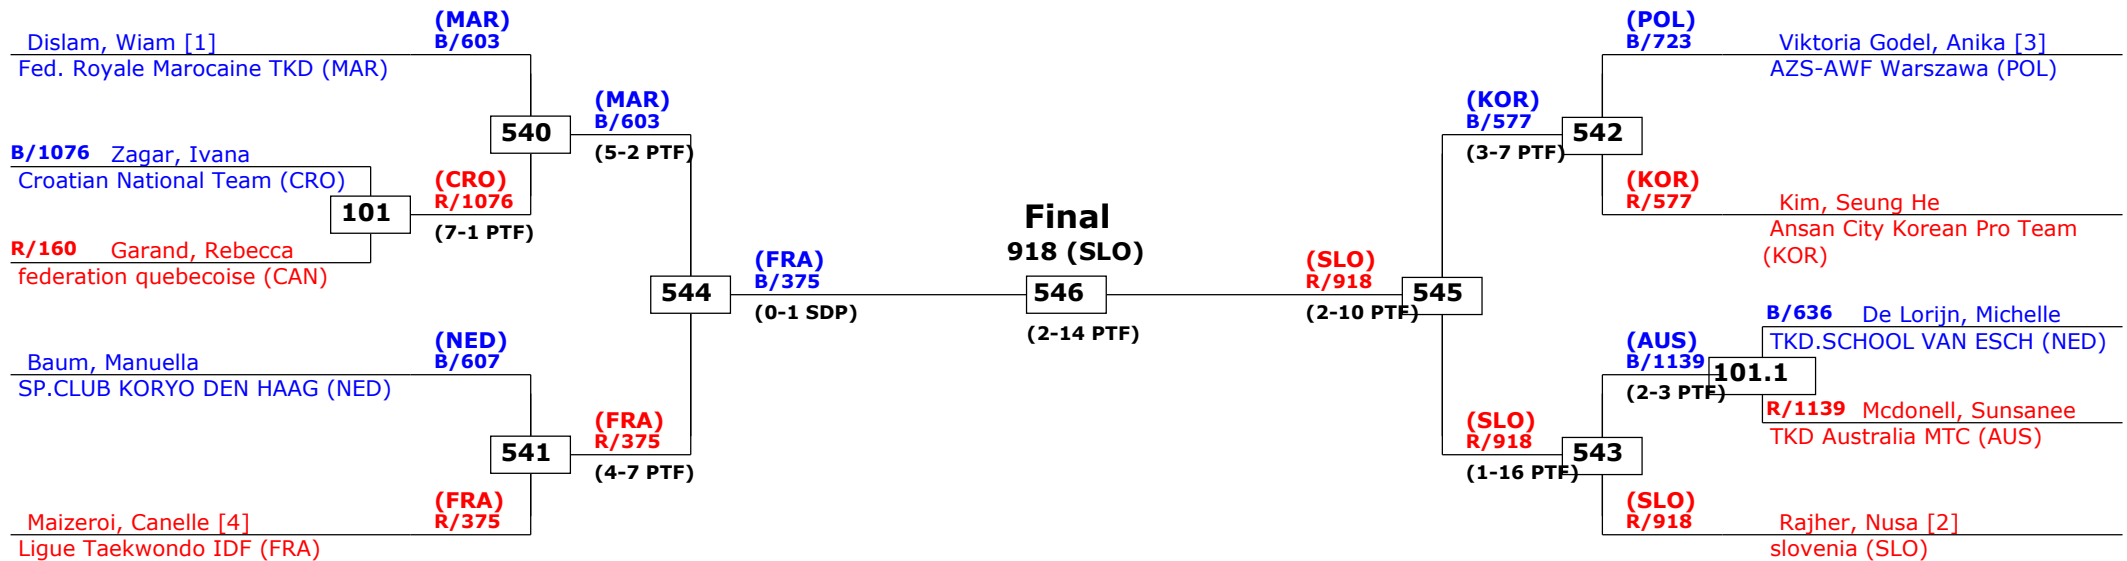 (MAR)
B/603
Dislam, Wiam [1]
Fed. Royale Marocaine TKD (MAR)
540
(MAR)
B/603
(5-2 PTF)
B/1076 Zagar, Ivana
Croatian National Team (CRO)
101
(CRO)
R/1076
(7-1 PTF)
R/160 Garand, Rebecca
federation quebecoise (CAN)
544
(FRA)
B/375
(0-1 SDP)
(NED)
B/607
Baum, Manuella
SP.CLUB KORYO DEN HAAG (NED)
541
(FRA)
R/375
(4-7 PTF)
(FRA)
R/375
Maizeroi, Canelle [4]
Ligue Taekwondo IDF (FRA)
Final
918 (SLO)
546
(2-14 PTF)
(POL)
B/723
Viktoria Godel, Anika [3]
AZS-AWF Warszawa (POL)
(KOR)
B/577
(3-7 PTF)
542
(KOR)
R/577
Kim, Seung He
Ansan City Korean Pro Team
(KOR)
(SLO)
R/918
(2-10 PTF)
545
B/636 De Lorijn, Michelle
TKD.SCHOOL VAN ESCH (NED)
(AUS)
B/1139
(2-3 PTF)
101.1
R/1139 Mcdonell, Sunsanee
TKD Australia MTC (AUS)
(SLO)
R/918
(1-16 PTF)
543
(SLO)
R/918
Rajher, Nusa [2]
slovenia (SLO)